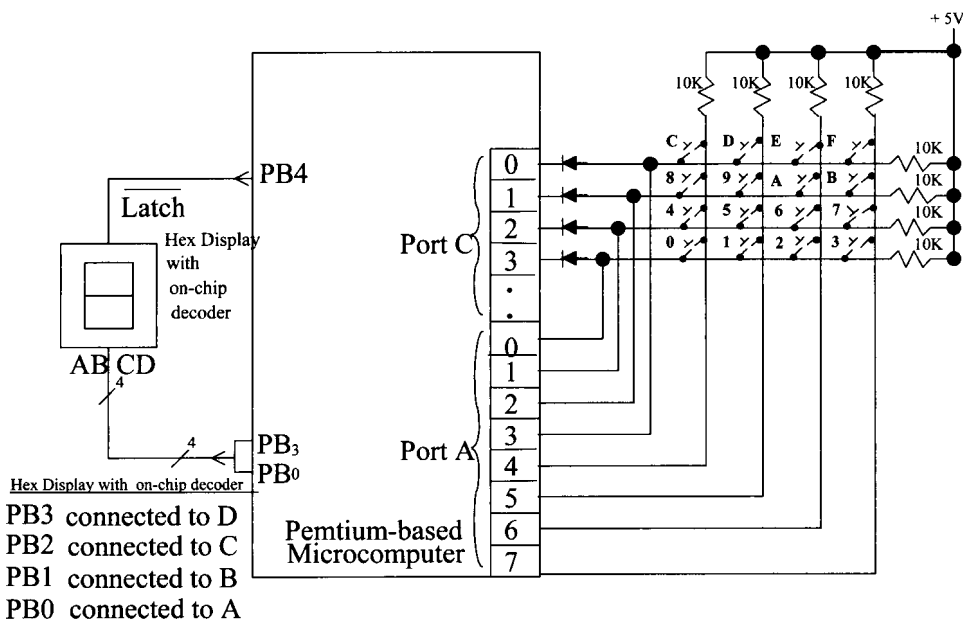 + 5V
10K 10K 10K 10K
C D E F 10K
8 9 A B 10K
4 5 6 7 10K
0 1 2 3 10K
PB4
Latch
Hex Display
with
on-chip
decoder
AB CD
4
4
PB3
PB0
Port C
0
1
2
3
.
.
Port A
0
1
2
3
4
5
6
7
Pemtium-based
Microcomputer
Hex Display with on-chip decoder
PB3 connected to D
PB2 connected to C
PB1 connected to B
PB0 connected to A